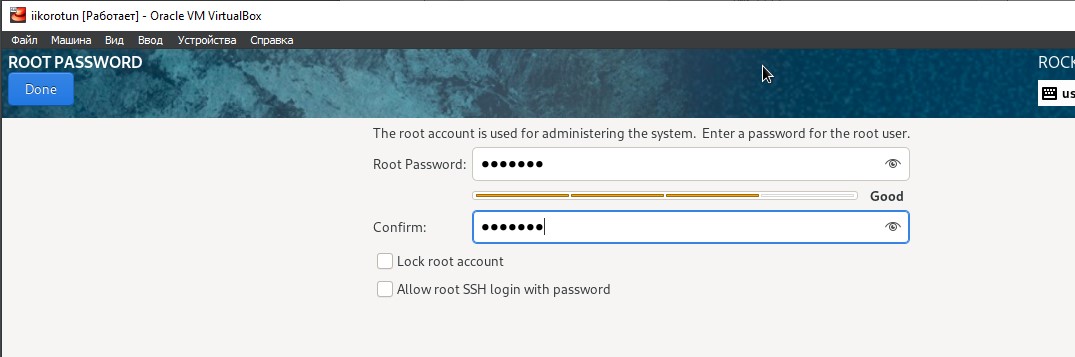 iikorotun [Работает] - Oracle VM VirtualBox
Файл Машина Вид Ввод Устройства Справка
ROOT PASSWORD
ROCK
Done
us
The root account is used for administering the system. Enter a password for the root user.
Root Password: ●●●●●●●
Good
Confirm: ●●●●●●●
Lock root account
Allow root SSH login with password